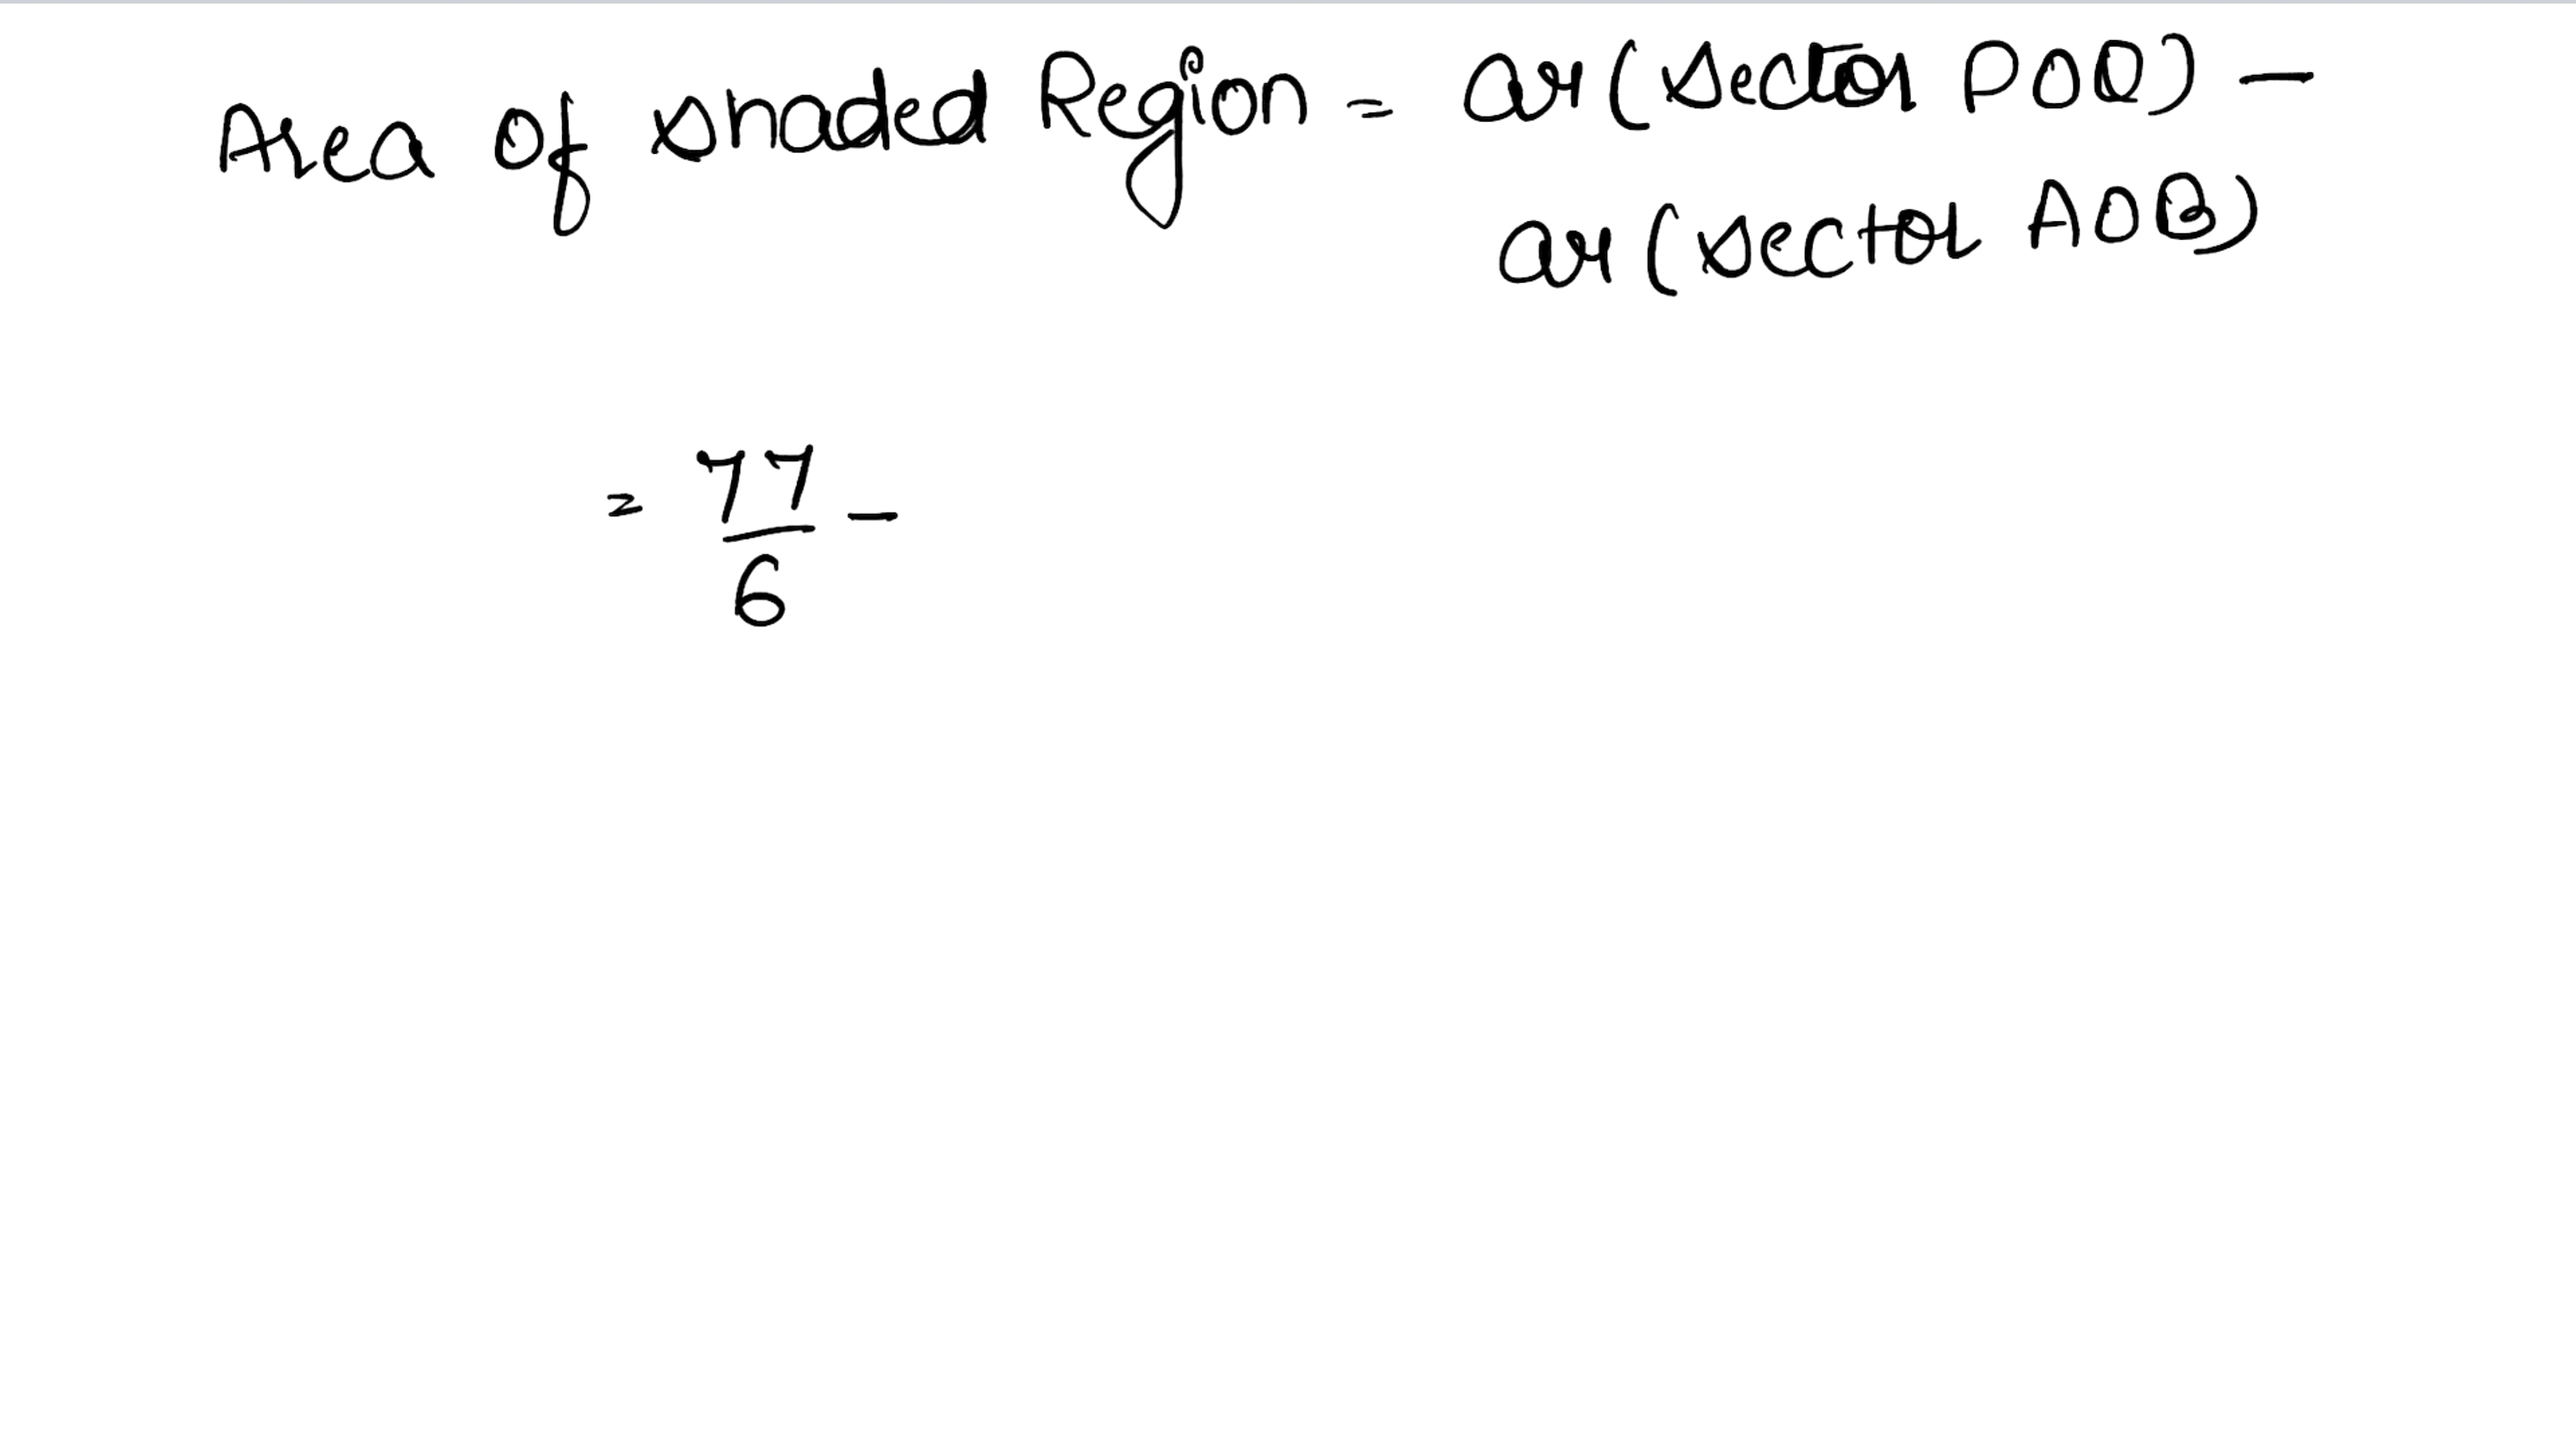 Area of shaded Region = ar(sector POQ) -
ar(sector AOB)
= 77/6 -